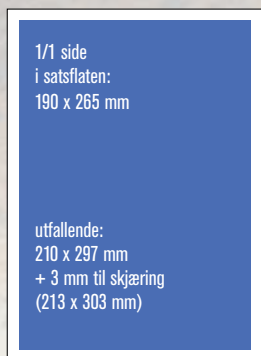 1/1 side
i satsflaten:
190 x 265 mm
utfallende:
210 x 297 mm
+ 3 mm til skjæring
(213 x 303 mm)